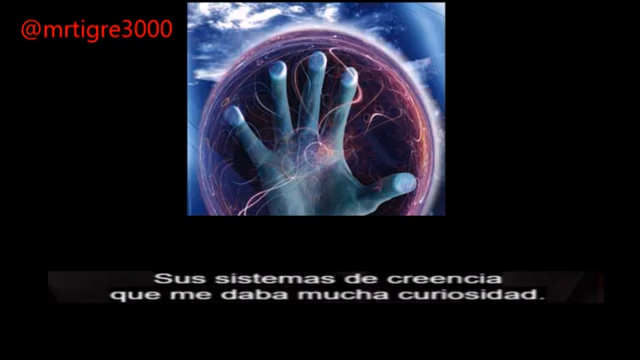 @mrtigre3000
Sus sistemas de creencia
que me daba mucha curiosidad.